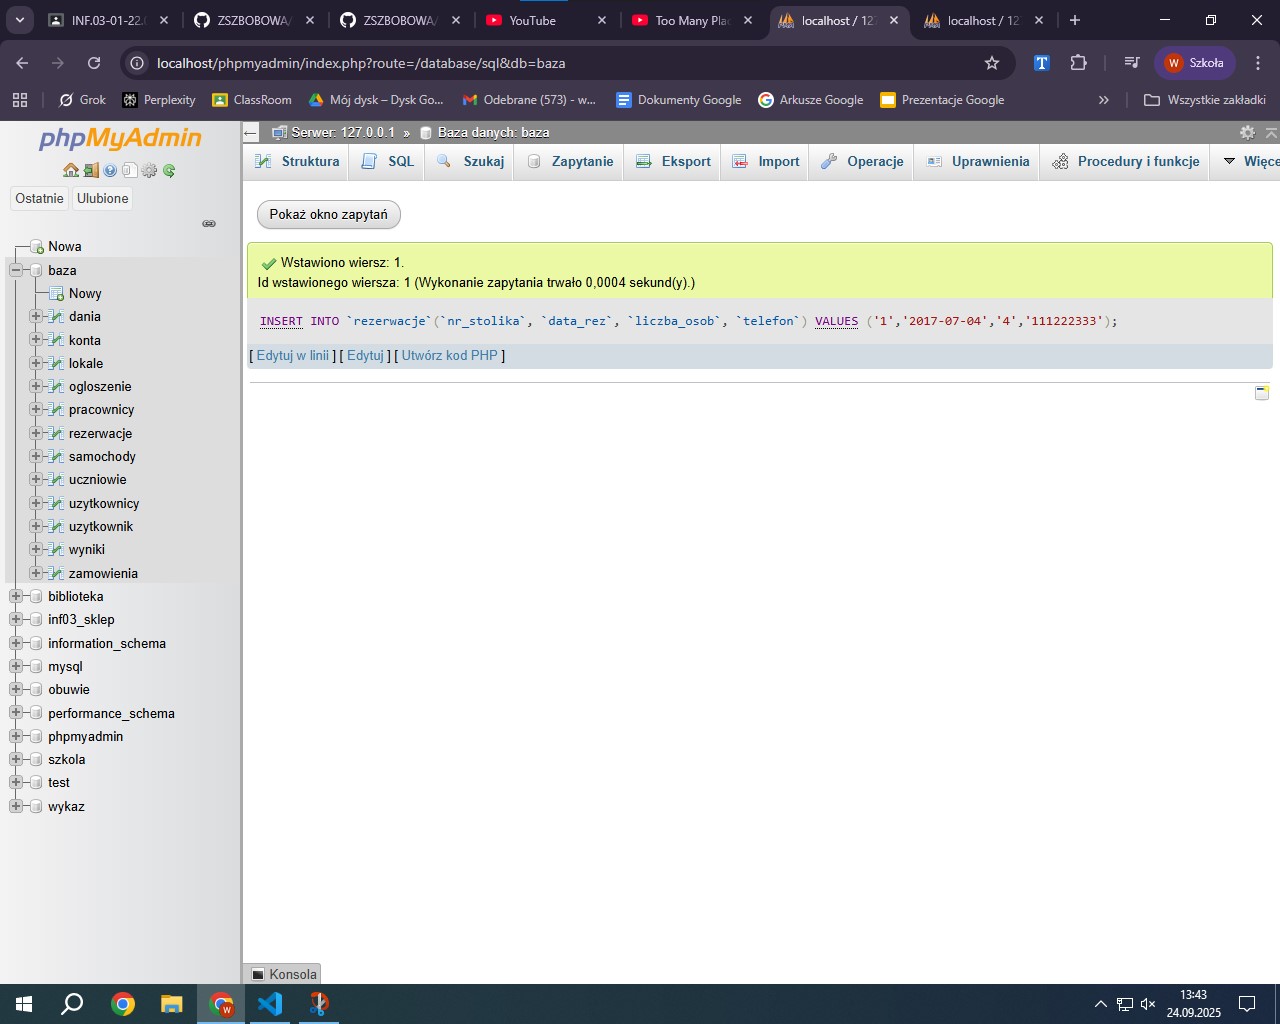 INF.03-01-22.0
ZSZBOBOWA/
ZSZBOBOWA/
YouTube
Too Many Plac
localhost / 127
localhost / 12
localhost/phpmyadmin/index.php?route=/database/sql&db=baza
W Szkoła
Grok
Perplexity
ClassRoom
Mój dysk – Dysk Go...
Odebrane (573) - w...
Dokumenty Google
Arkusze Google
Prezentacje Google
Wszystkie zakładki
phpMyAdmin
Ostatnie
Ulubione
Nowa
baza
Nowy
dania
konta
lokale
ogloszenie
pracownicy
rezerwacje
samochody
uczniowie
uzytkownicy
uzytkownik
wyniki
zamowienia
biblioteka
inf03_sklep
information_schema
mysql
obuwie
performance_schema
phpmyadmin
szkola
test
wykaz
Serwer: 127.0.0.1 » Baza danych: baza
Struktura
SQL
Szukaj
Zapytanie
Eksport
Import
Operacje
Uprawnienia
Procedury i funkcje
Więce
Pokaż okno zapytań
Wstawiono wiersz: 1.
Id wstawionego wiersza: 1 (Wykonanie zapytania trwało 0,0004 sekund(y).)
INSERT INTO `rezerwacje`(`nr_stolika`, `data_rez`, `liczba_osob`, `telefon`) VALUES ('1','2017-07-04','4','111222333');
[ Edytuj w linii ] [ Edytuj ] [ Utwórz kod PHP ]
Konsola
13:43
24.09.2025